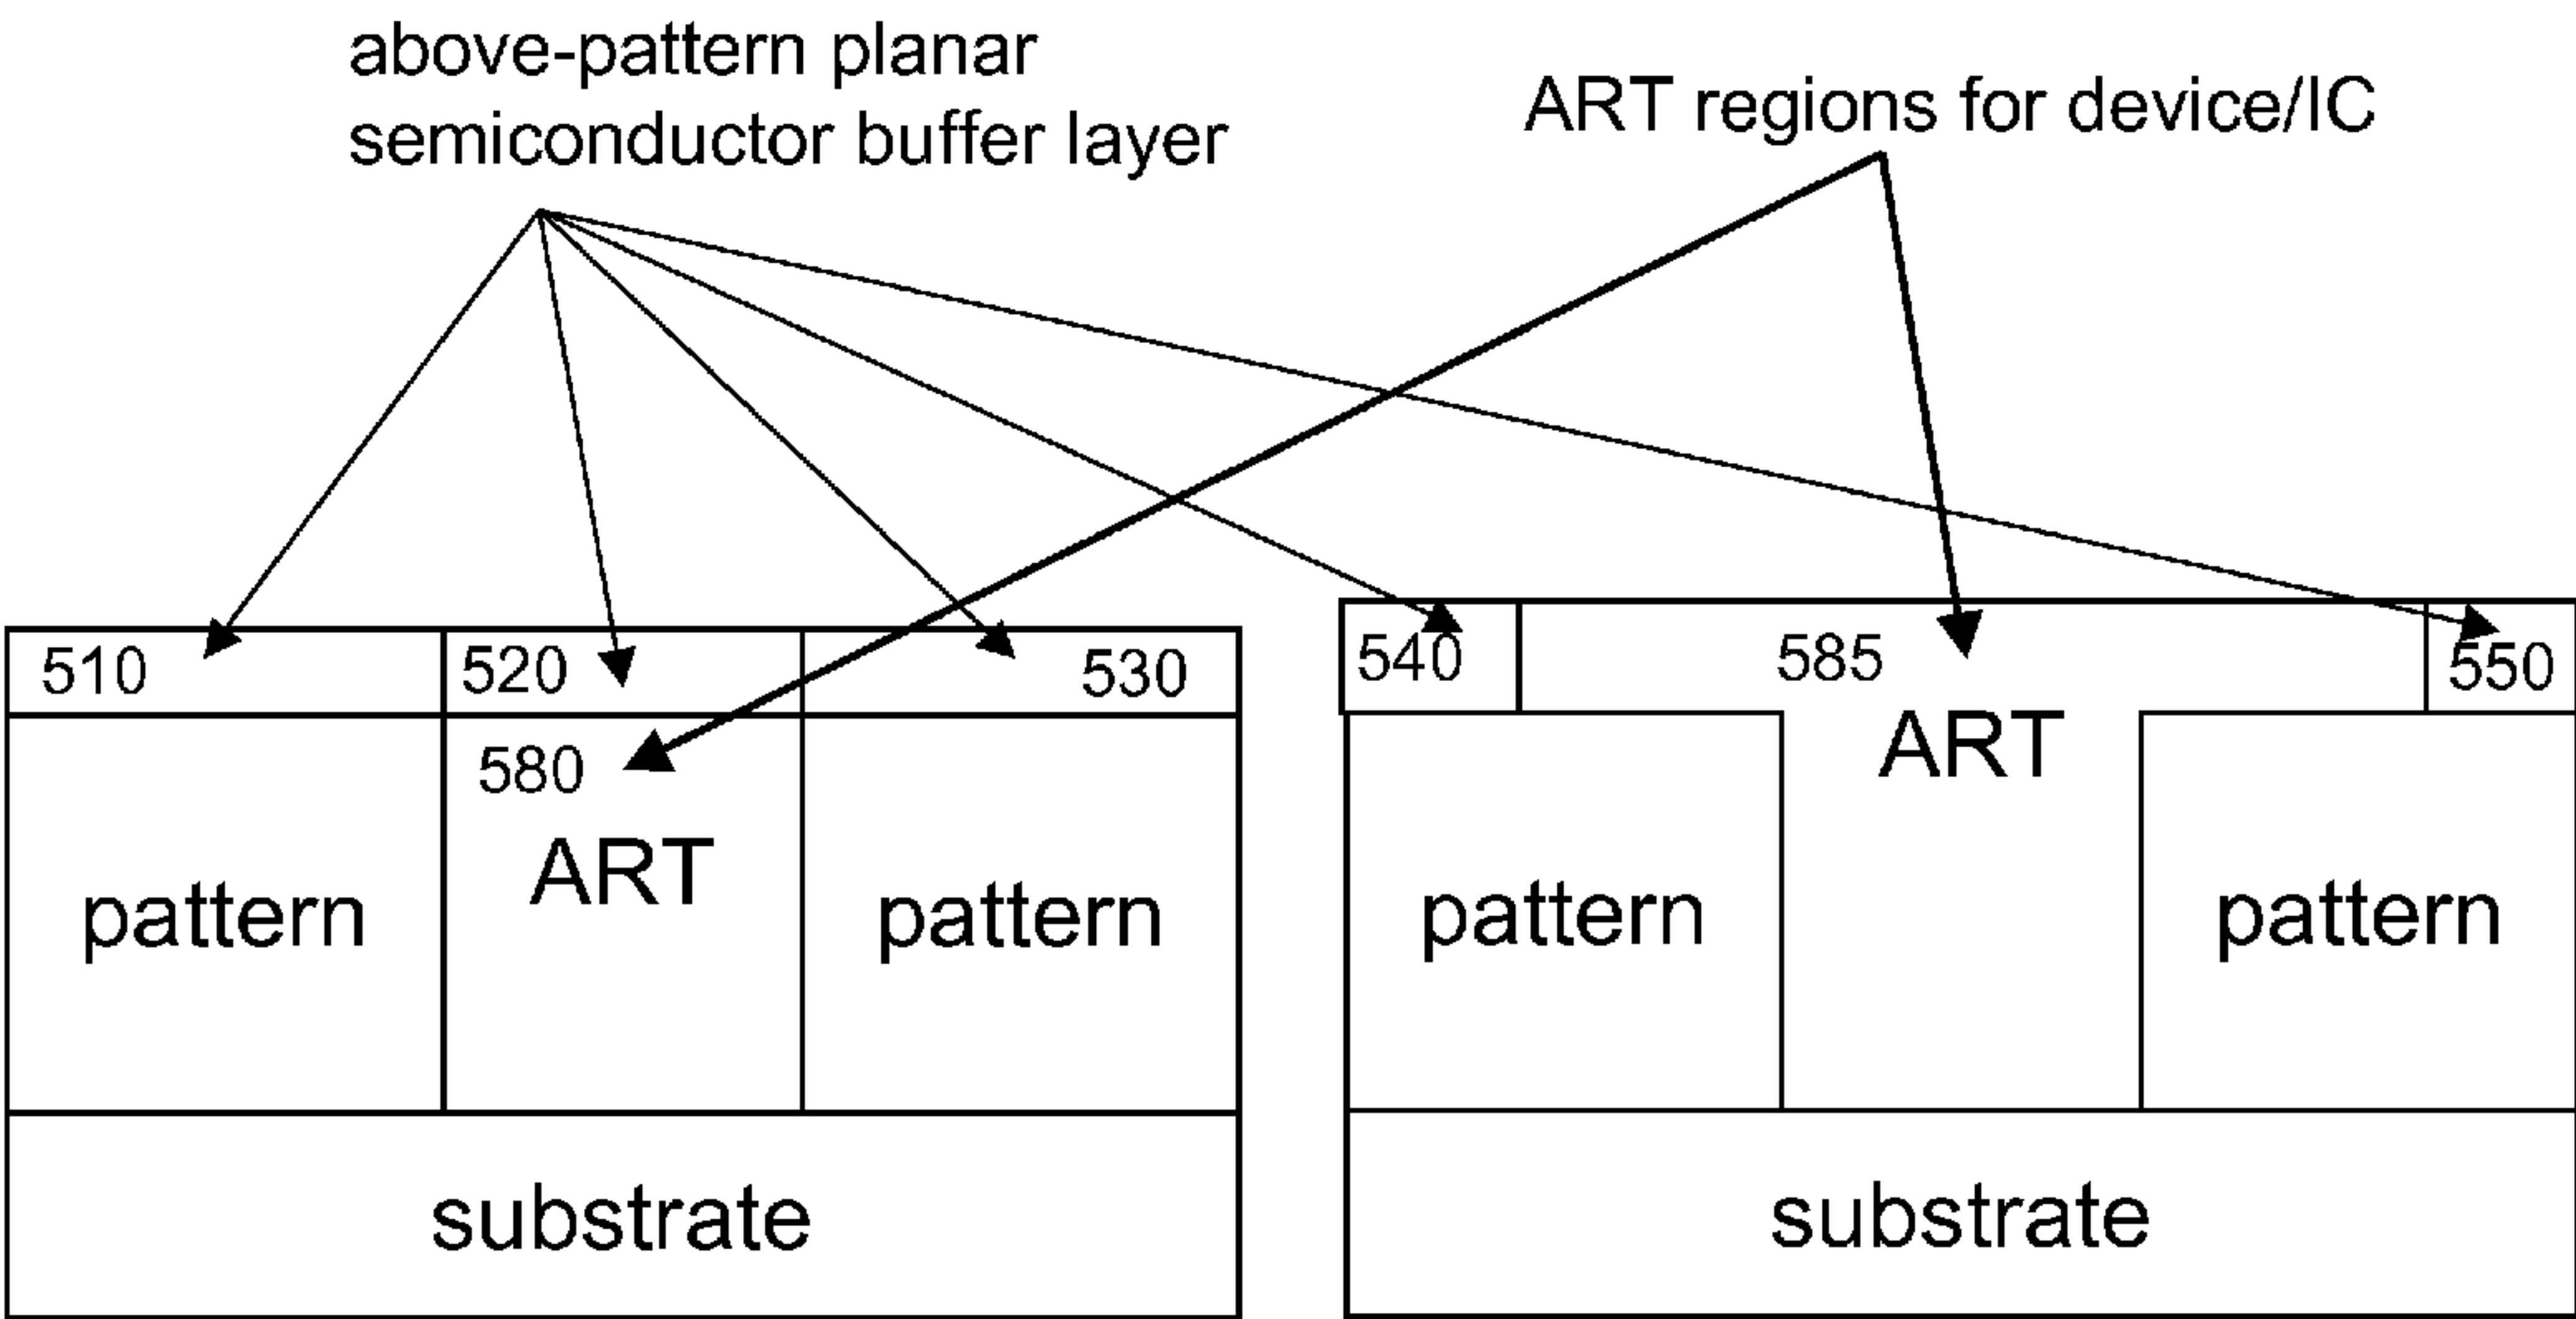 above-pattern planar
semiconductor buffer layer
ART regions for device/IC
510
520
530
580
ART
pattern
pattern
substrate
540
585
550
ART
pattern
pattern
substrate